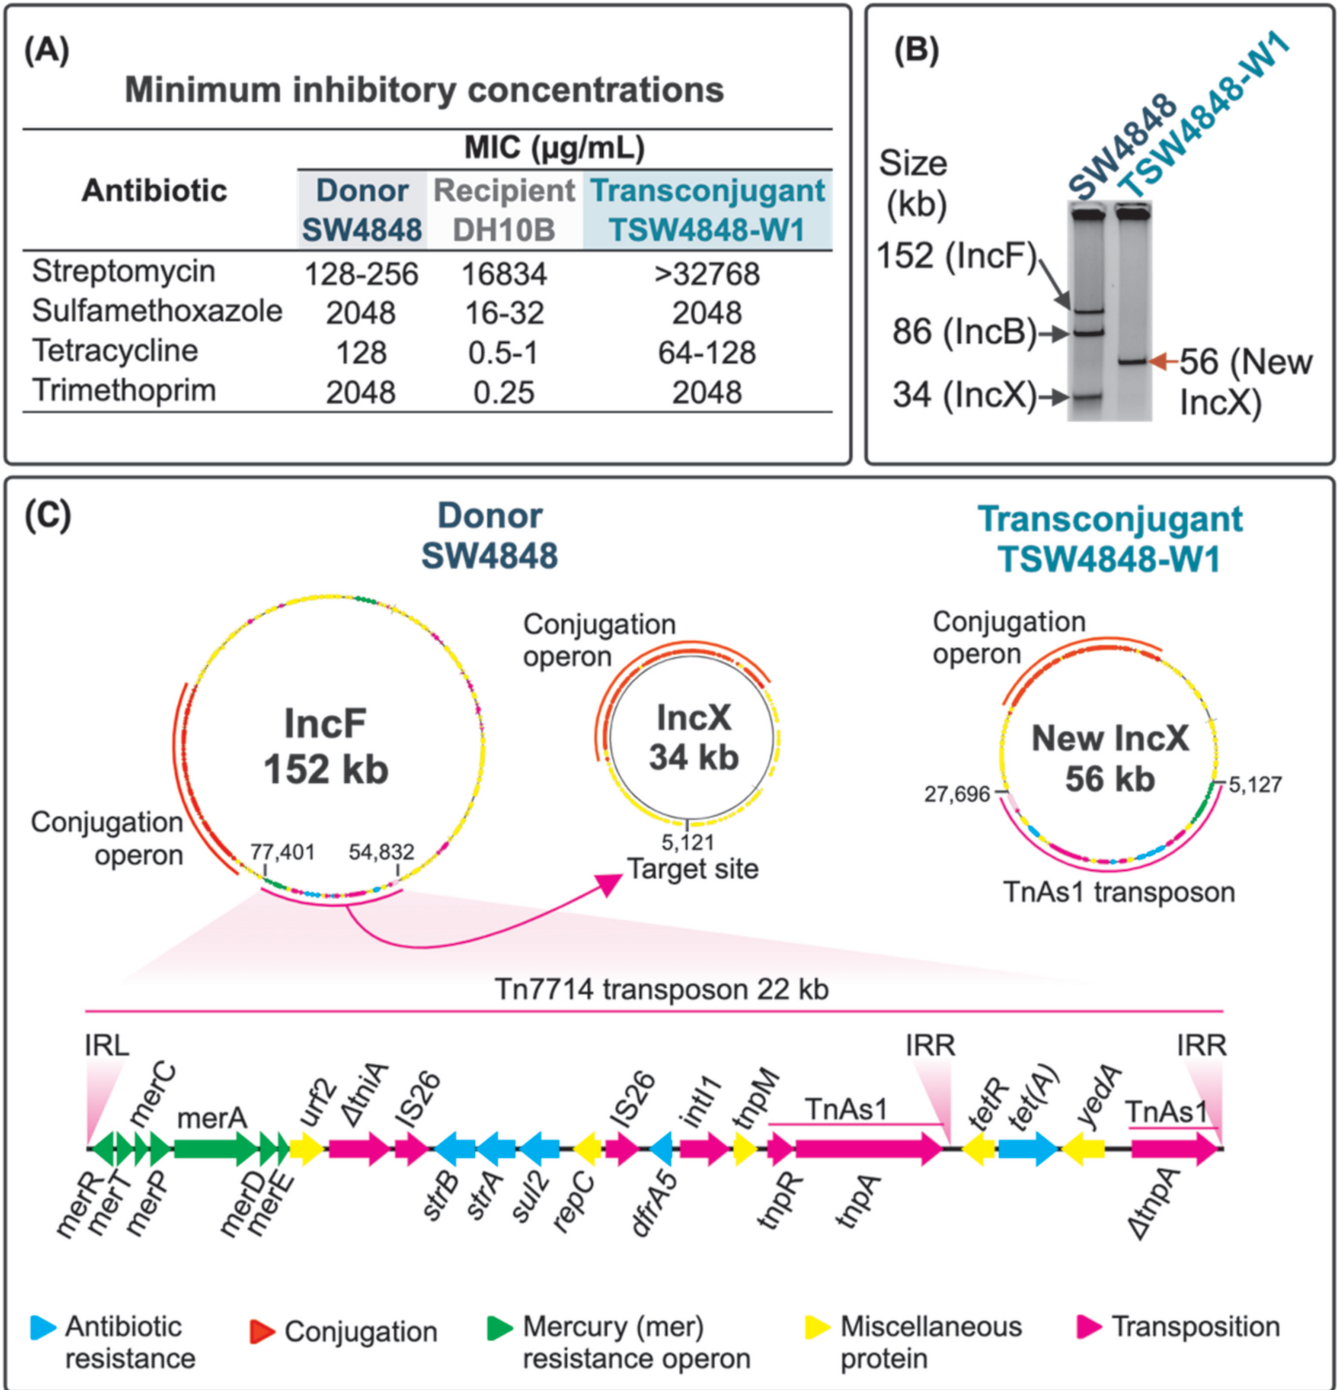 (A)
Minimum inhibitory concentrations
MIC (µg/mL)
Antibiotic
Donor SW4848
Recipient DH10B
Transconjugant TSW4848-W1
Streptomycin 128-256 16834 >32768
Sulfamethoxazole 2048 16-32 2048
Tetracycline 128 0.5-1 64-128
Trimethoprim 2048 0.25 2048
(B)
SW4848
TSW4848-W1
Size
(kb)
152 (IncF)
86 (IncB)
34 (IncX)
56 (New
IncX)
(C)
Donor
SW4848
Transconjugant
TSW4848-W1
IncF
152 kb
Conjugation
operon
77,401
54,832
Conjugation
operon
IncX
34 kb
5,121
Target site
Conjugation
operon
New IncX
56 kb
27,696
5,127
TnAs1 transposon
Tn7714 transposon 22 kb
IRL
IRR
IRR
merC
merA
urf2
ΔtniA
IS26
IS26
intI1
tnpM
TnAs1
tetR
tet(A)
yedA
TnAs1
merR
merT
merP
merD
merE
strB
strA
sul2
repC
dfrA5
tnpR
tnpA
ΔtnpA
Antibiotic
resistance
Conjugation
Mercury (mer)
resistance operon
Miscellaneous
protein
Transposition